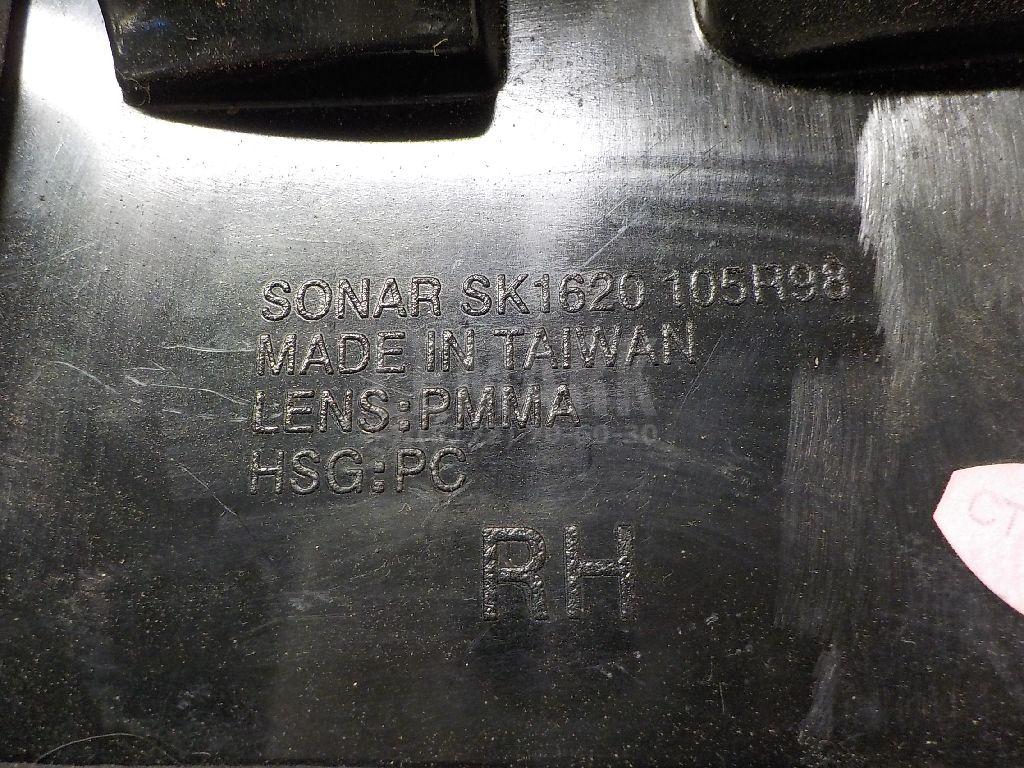 SONAR SK1620 105R98
MADE IN TAIWAN
LENS:PMMA
HSG:PC
RH